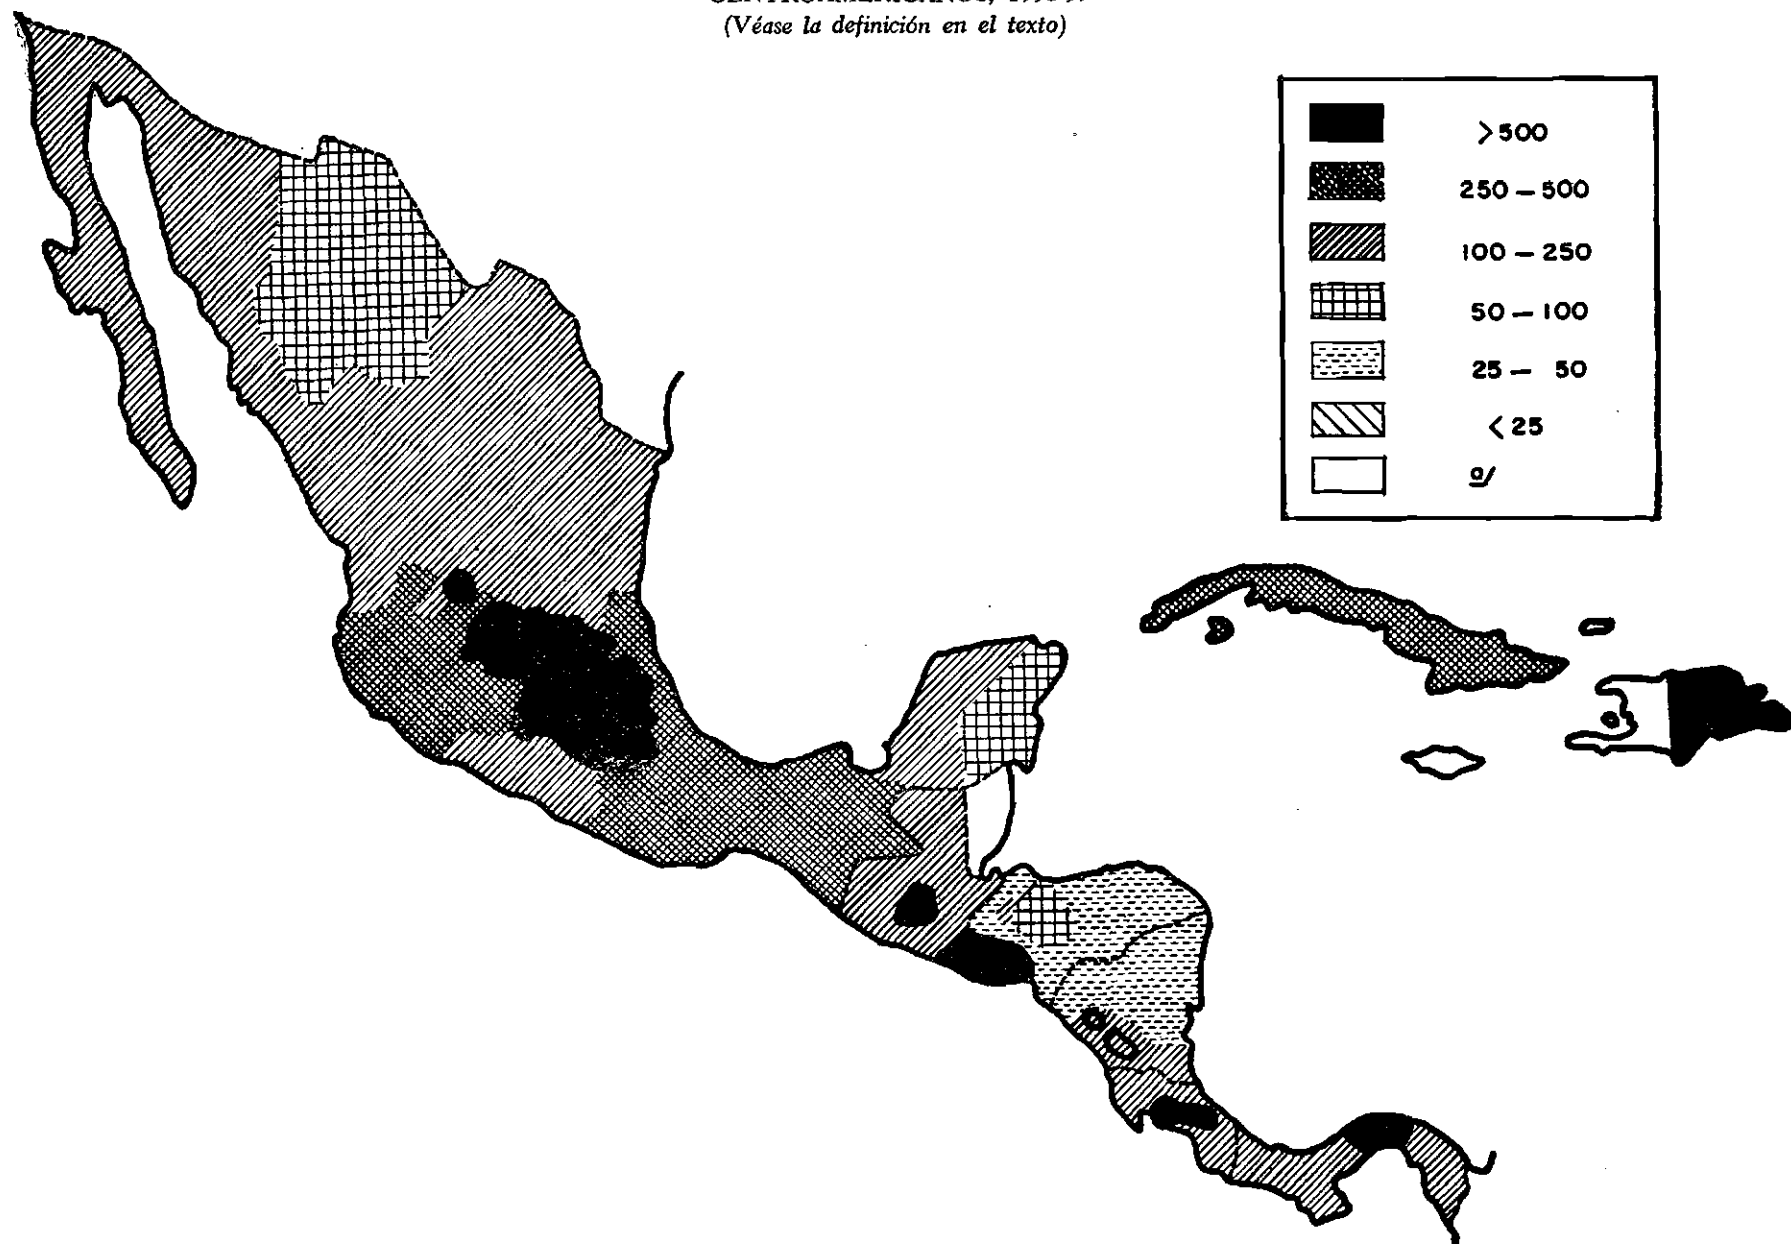 (Véase la definición en el texto)
>500
250 — 500
100 — 250
50 — 100
25 — 50
<25
a/